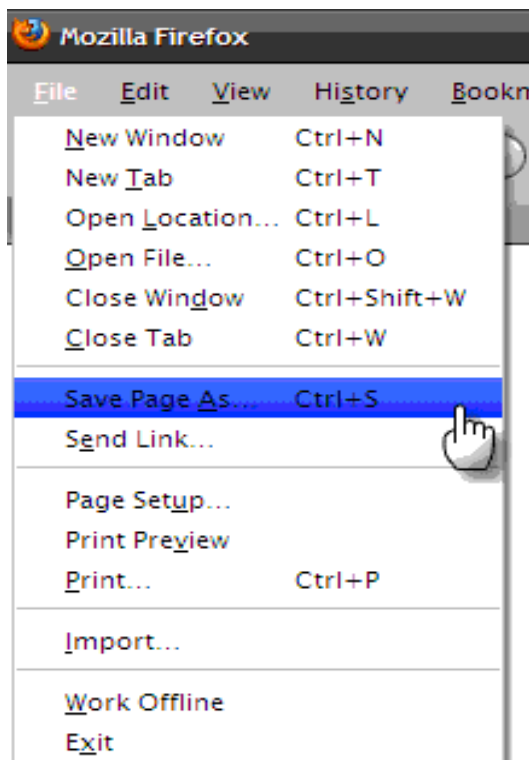 Mozilla Firefox
File Edit View History Bookm
New Window Ctrl+N
New Tab Ctrl+T
Open Location... Ctrl+L
Open File... Ctrl+O
Close Window Ctrl+Shift+W
Close Tab Ctrl+W
Save Page As... Ctrl+S
Send Link...
Page Setup...
Print Preview
Print... Ctrl+P
Import...
Work Offline
Exit